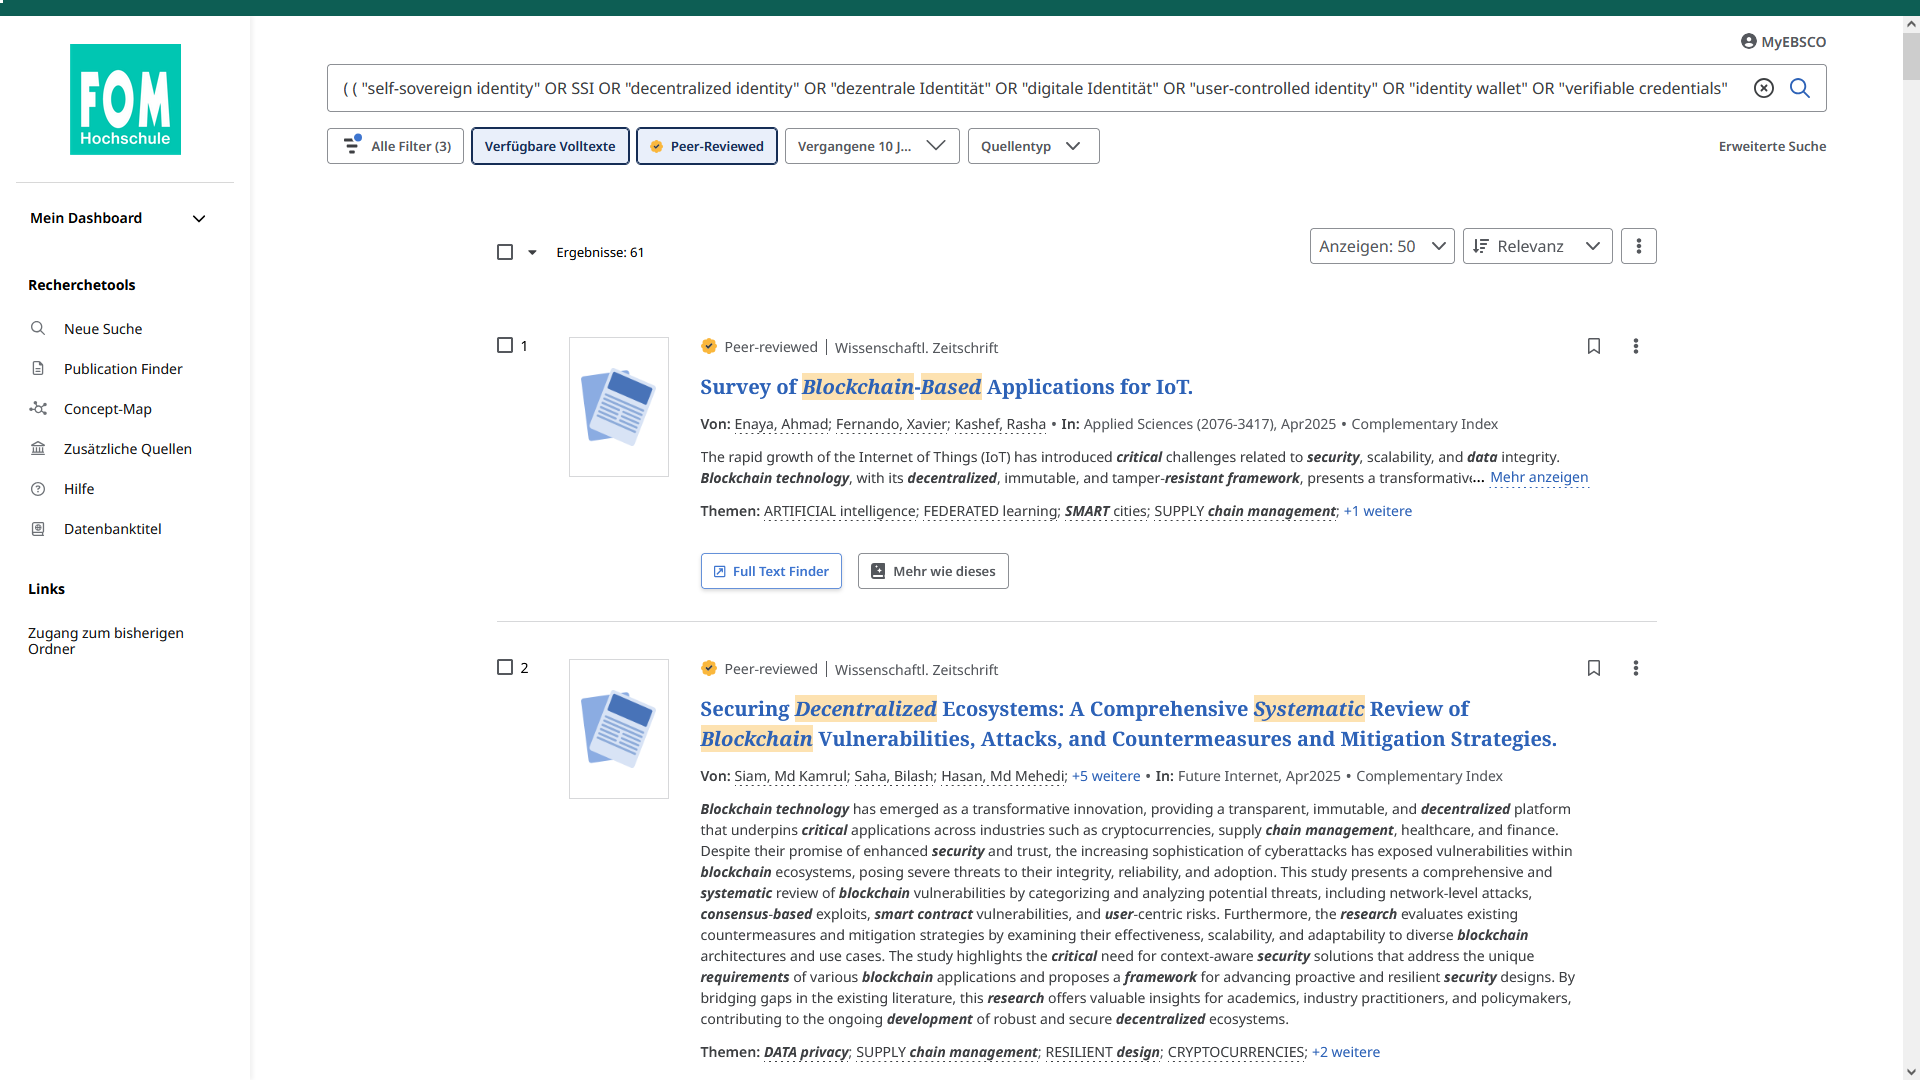 MyEBSCO
FOM
Hochschule
( ( "self-sovereign identity" OR SSI OR "decentralized identity" OR "dezentrale Identität" OR "digitale Identität" OR "user-controlled identity" OR "identity wallet" OR "verifiable credentials"
Alle Filter (3)
Verfügbare Volltexte
Peer-Reviewed
Vergangene 10 J...
Quellentyp
Erweiterte Suche
Mein Dashboard
Recherchetools
Neue Suche
Publication Finder
Concept-Map
Zusätzliche Quellen
Hilfe
Datenbanktitel
Links
Zugang zum bisherigen
Ordner
Ergebnisse: 61
Anzeigen: 50
Relevanz
1
Peer-reviewed | Wissenschaftl. Zeitschrift
Survey of Blockchain-Based Applications for IoT.
Von: Enaya, Ahmad; Fernando, Xavier; Kashef, Rasha • In: Applied Sciences (2076-3417), Apr2025 • Complementary Index
The rapid growth of the Internet of Things (IoT) has introduced critical challenges related to security, scalability, and data integrity.
Blockchain technology, with its decentralized, immutable, and tamper-resistant framework, presents a transformative... Mehr anzeigen
Themen: ARTIFICIAL intelligence; FEDERATED learning; SMART cities; SUPPLY chain management; +1 weitere
Full Text Finder
Mehr wie dieses
2
Peer-reviewed | Wissenschaftl. Zeitschrift
Securing Decentralized Ecosystems: A Comprehensive Systematic Review of
Blockchain Vulnerabilities, Attacks, and Countermeasures and Mitigation Strategies.
Von: Siam, Md Kamrul; Saha, Bilash; Hasan, Md Mehedi; +5 weitere • In: Future Internet, Apr2025 • Complementary Index
Blockchain technology has emerged as a transformative innovation, providing a transparent, immutable, and decentralized platform
that underpins critical applications across industries such as cryptocurrencies, supply chain management, healthcare, and finance.
Despite their promise of enhanced security and trust, the increasing sophistication of cyberattacks has exposed vulnerabilities within
blockchain ecosystems, posing severe threats to their integrity, reliability, and adoption. This study presents a comprehensive and
systematic review of blockchain vulnerabilities by categorizing and analyzing potential threats, including network-level attacks,
consensus-based exploits, smart contract vulnerabilities, and user-centric risks. Furthermore, the research evaluates existing
countermeasures and mitigation strategies by examining their effectiveness, scalability, and adaptability to diverse blockchain
architectures and use cases. The study highlights the critical need for context-aware security solutions that address the unique
requirements of various blockchain applications and proposes a framework for advancing proactive and resilient security designs. By
bridging gaps in the existing literature, this research offers valuable insights for academics, industry practitioners, and policymakers,
contributing to the ongoing development of robust and secure decentralized ecosystems.
Themen: DATA privacy; SUPPLY chain management; RESILIENT design; CRYPTOCURRENCIES; +2 weitere